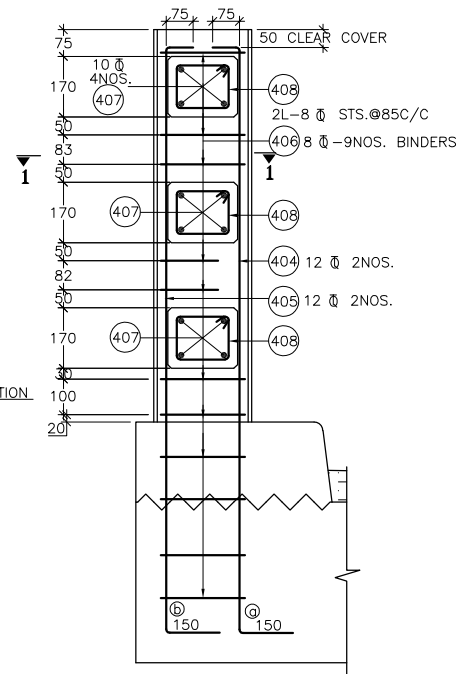 75 75
50 CLEAR COVER
75
10 Φ
4NOS.
407
408
170
2L-8 Φ STS.@85C/C
50
406 8 Φ-9NOS. BINDERS
83
1 1
50
170
407
408
50
404 12 Φ 2NOS.
82
405 12 Φ 2NOS.
50
170
407
408
TION
100
20
b
150
a
150